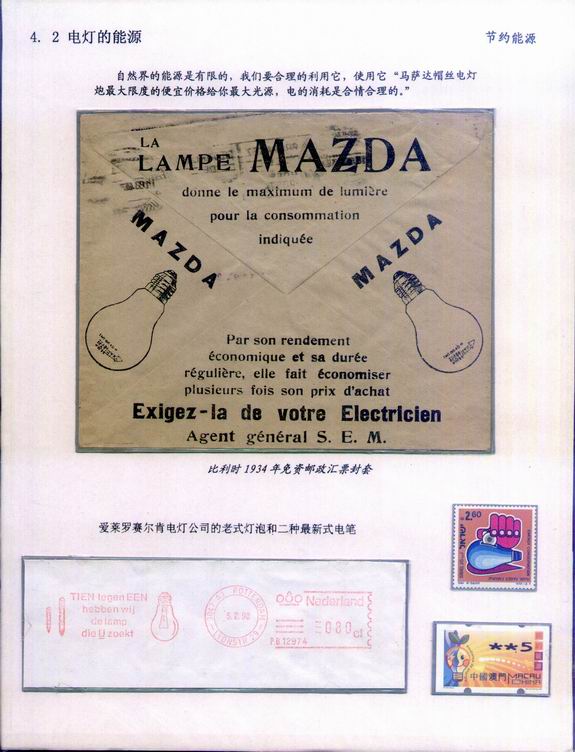 4. 2 电灯的能源
节约能源
自然界的能源是有限的，我们要合理的利用它，使用它“马萨达帽丝电灯
炮最大限度的便宜价格给你最大光源，电的消耗是合情合理的。”
LA
LAMPE MAZDA
donne le maximum de lumière
pour la consommation
indiquée
MAZDA
MAZDA
Par son rendement
économique et sa durée
régulière, elle fait économiser
plusieurs fois son prix d'achat
Exigez-la de votre Electricien
Agent général S. E. M.
比利时1934年免资邮政汇票封套
爱莱罗赛尔肯电灯公司的老式灯泡和二种最新式电笔
TIEN tegen EEN
hebben wij
de lamp
die U zoekt
ROTTERDAM
Nederland
080 ct
P.B. 12974
2.60
**5
中國澳門 MACAU
CHINA